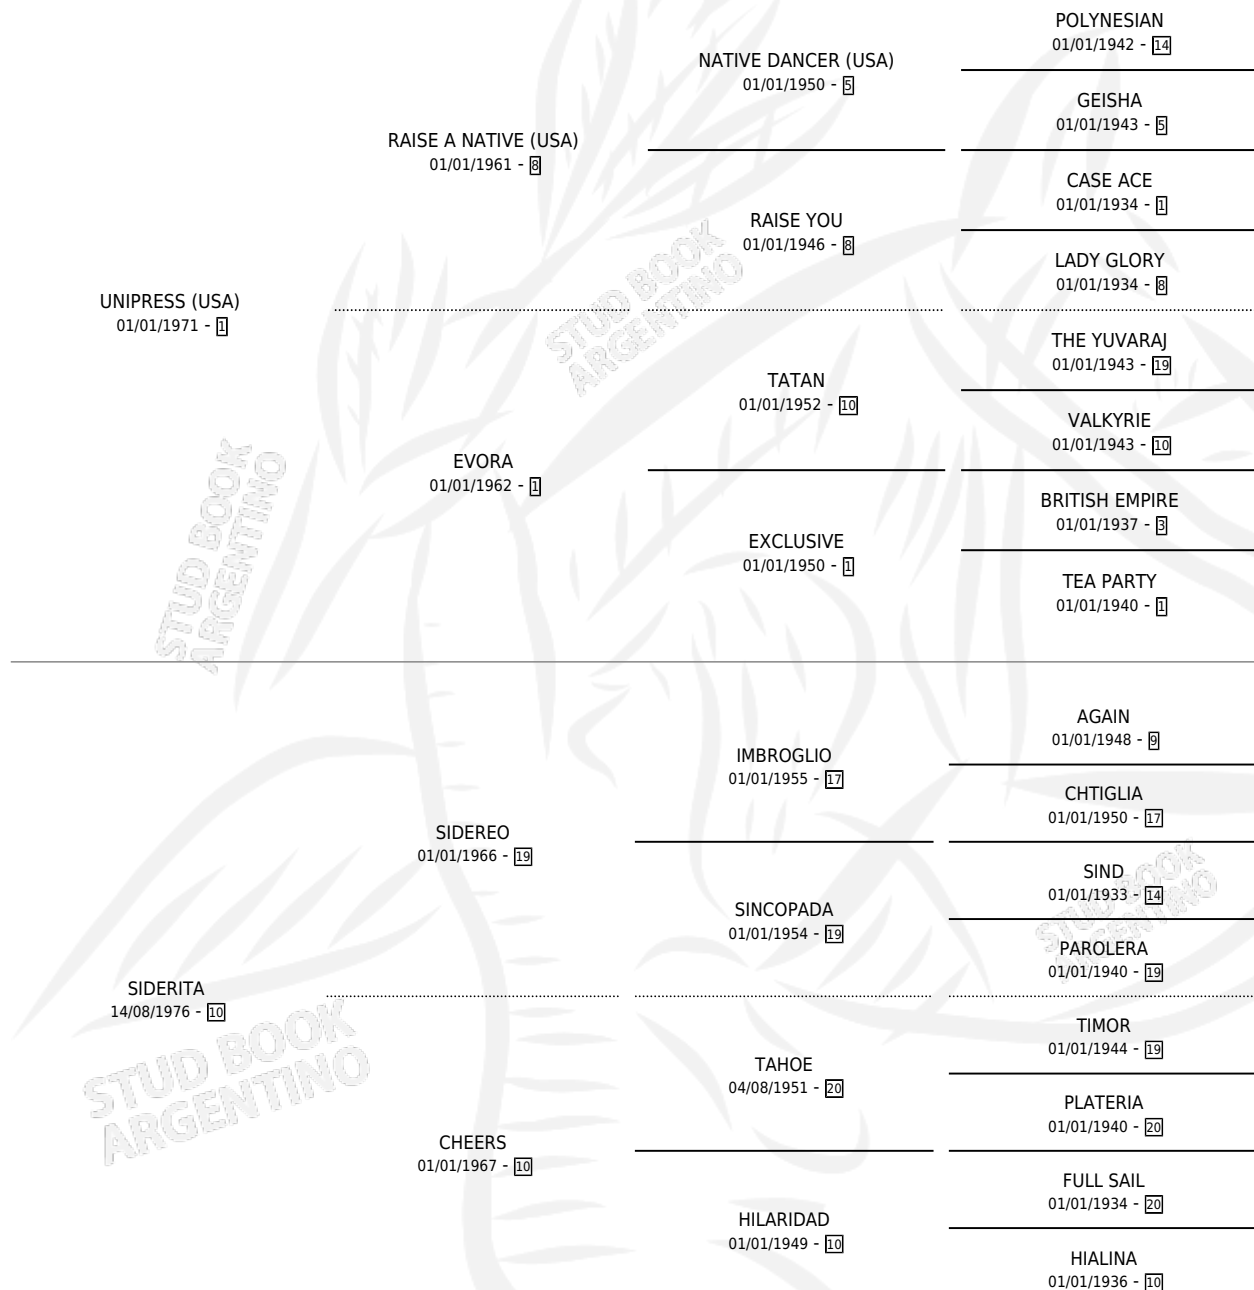 POLYNESIAN
01/01/1942 - 14
NATIVE DANCER (USA)
01/01/1950 - 5
GEISHA
01/01/1943 - 5
RAISE A NATIVE (USA)
01/01/1961 - 8
CASE ACE
01/01/1934 - 1
RAISE YOU
01/01/1946 - 8
LADY GLORY
01/01/1934 - 8
UNIPRESS (USA)
01/01/1971 - 1
THE YUVARAJ
01/01/1943 - 19
TATAN
01/01/1952 - 10
VALKYRIE
01/01/1943 - 10
EVORA
01/01/1962 - 1
BRITISH EMPIRE
01/01/1937 - 3
EXCLUSIVE
01/01/1950 - 1
TEA PARTY
01/01/1940 - 1
AGAIN
01/01/1948 - 9
IMBROGLIO
01/01/1955 - 17
CHTIGLIA
01/01/1950 - 17
SIDEREO
01/01/1966 - 19
SIND
01/01/1933 - 14
SINCOPADA
01/01/1954 - 19
PAROLERA
01/01/1940 - 19
SIDERITA
14/08/1976 - 10
TIMOR
01/01/1944 - 19
TAHOE
04/08/1951 - 20
PLATERIA
01/01/1940 - 20
CHEERS
01/01/1967 - 10
FULL SAIL
01/01/1934 - 20
HILARIDAD
01/01/1949 - 10
HIALINA
01/01/1936 - 10
STUD BOOK
ARGENTINO
STUD BOOK
ARGENTINO
STUD BOOK
ARGENTINO
STUD BOOK
ARGENTINO